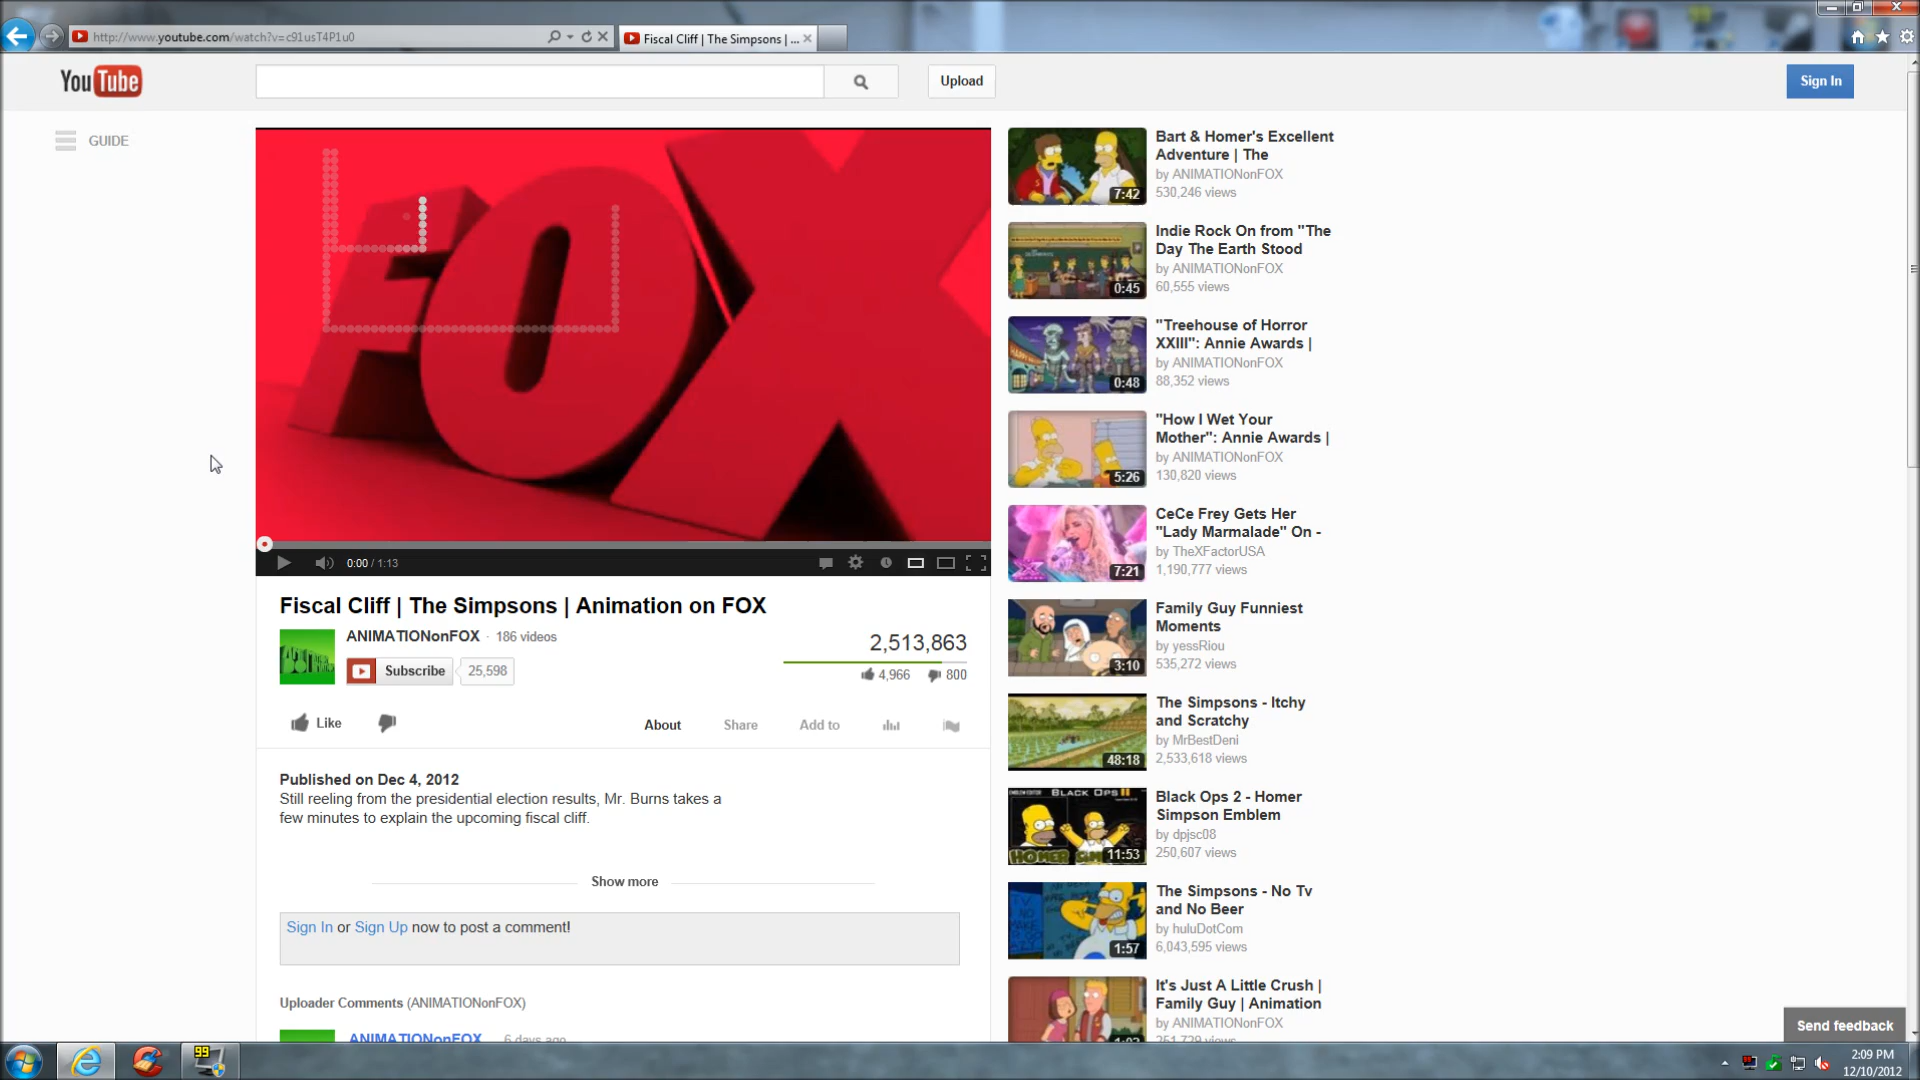 http://www.youtube.com/watch?v=c91usT4P1u0
Fiscal Cliff | The Simpsons | ...
YouTube
Upload
Sign In
GUIDE
FOX
0:00 / 1:13
Fiscal Cliff | The Simpsons | Animation on FOX
ANIMATIONonFOX · 186 videos
Subscribe 25,598
2,513,863
4,966 800
Like
About Share Add to
Published on Dec 4, 2012
Still reeling from the presidential election results, Mr. Burns takes a
few minutes to explain the upcoming fiscal cliff.
Show more
Sign In or Sign Up now to post a comment!
Uploader Comments (ANIMATIONonFOX)
ANIMATIONonFOX 6 days ago
7:42
Bart & Homer's Excellent
Adventure | The
by ANIMATIONonFOX
530,246 views
0:45
Indie Rock On from "The
Day The Earth Stood
by ANIMATIONonFOX
60,555 views
0:48
"Treehouse of Horror
XXIII": Annie Awards |
by ANIMATIONonFOX
88,352 views
5:26
"How I Wet Your
Mother": Annie Awards |
by ANIMATIONonFOX
130,820 views
7:21
CeCe Frey Gets Her
"Lady Marmalade" On -
by TheXFactorUSA
1,190,777 views
3:10
Family Guy Funniest
Moments
by yessRiou
535,272 views
48:18
The Simpsons - Itchy
and Scratchy
by MrBestDeni
2,533,618 views
BLACK OPS II
11:53
Black Ops 2 - Homer
Simpson Emblem
by dpjsc08
250,607 views
1:57
The Simpsons - No Tv
and No Beer
by huluDotCom
6,043,595 views
It's Just A Little Crush |
Family Guy | Animation
by ANIMATIONonFOX
251,729 views
Send feedback
99
2:09 PM
12/10/2012